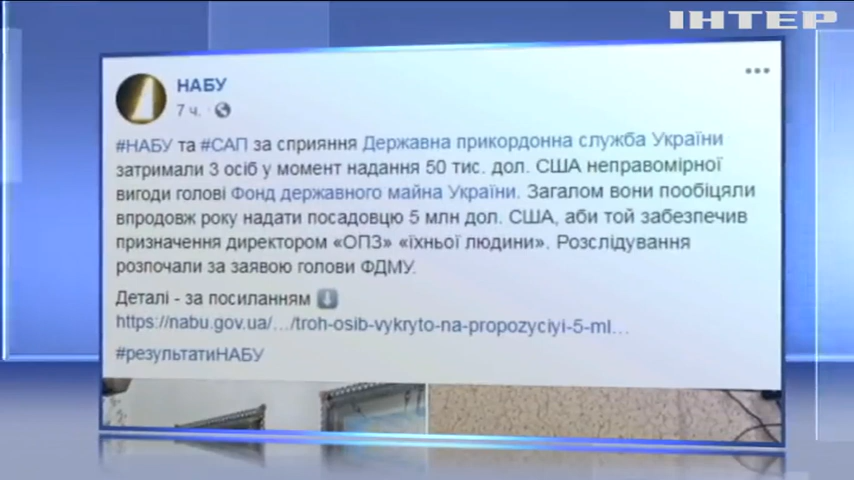 ІНТЕР
НАБУ
7 ч.
#НАБУ та #САП за сприяння Державна прикордонна служба України
затримали 3 осіб у момент надання 50 тис. дол. США неправомірної
вигоди голові Фонд державного майна України. Загалом вони пообіцяли
впродовж року надати посадовцю 5 млн дол. США, аби той забезпечив
призначення директором «ОПЗ» «їхньої людини». Розслідування
розпочали за заявою голови ФДМУ.
Деталі - за посиланням
https://nabu.gov.ua/…/troh-osib-vykryto-na-propozyciyi-5-ml…
#результатиНАБУ